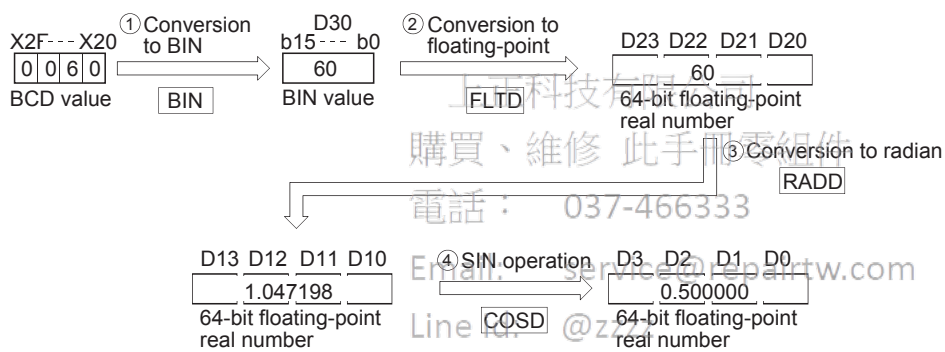 ① Conversion to BIN
X2F--- X20
0 0 6 0
BCD value
BIN
D30
b15---- b0
60
BIN value
② Conversion to floating-point
FLTD
D23 D22 D21 D20
60
64-bit floating-point
real number
③ Conversion to radian
RADD
D13 D12 D11 D10
1.047198
64-bit floating-point
real number
④ SIN operation
COSD
D3 D2 D1 D0
0.500000
64-bit floating-point
real number
上正科技有限公司
購買、維修 此手冊零組件
電話： 037-466333
Email: service@repairtw.com
Line id: @zzzz